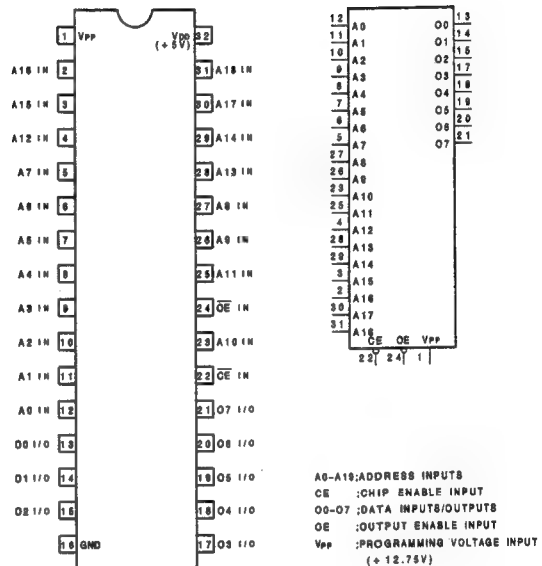 1 VPP VDD 32
(+5V)
A16 IN 2 31 A18 IN
A15 IN 3 30 A17 IN
A12 IN 4 29 A14 IN
A7 IN 5 28 A13 IN
A6 IN 6 27 A8 IN
A5 IN 7 26 A9 IN
A4 IN 8 25 A11 IN
A3 IN 9 24 OE IN
A2 IN 10 23 A10 IN
A1 IN 11 22 CE IN
A0 IN 12 21 O7 I/O
O0 I/O 13 20 O6 I/O
O1 I/O 14 19 O5 I/O
O2 I/O 15 18 O4 I/O
16 GND 17 O3 I/O
12 A0 O0 13
11 A1 O1 14
10 A2 O2 15
9 A3 O3 17
8 A4 O4 18
7 A5 O5 19
6 A6 O6 20
5 A7 O7 21
27 A8
26 A9
23 A10
25 A11
4 A12
28 A13
29 A14
3 A15
2 A16
30 A17
31 A18
CE OE VPP
22 24 1
A0-A18;ADDRESS INPUTS
CE ;CHIP ENABLE INPUT
O0-O7 ;DATA INPUTS/OUTPUTS
OE ;OUTPUT ENABLE INPUT
VPP ;PROGRAMMING VOLTAGE INPUT
(+12.75V)